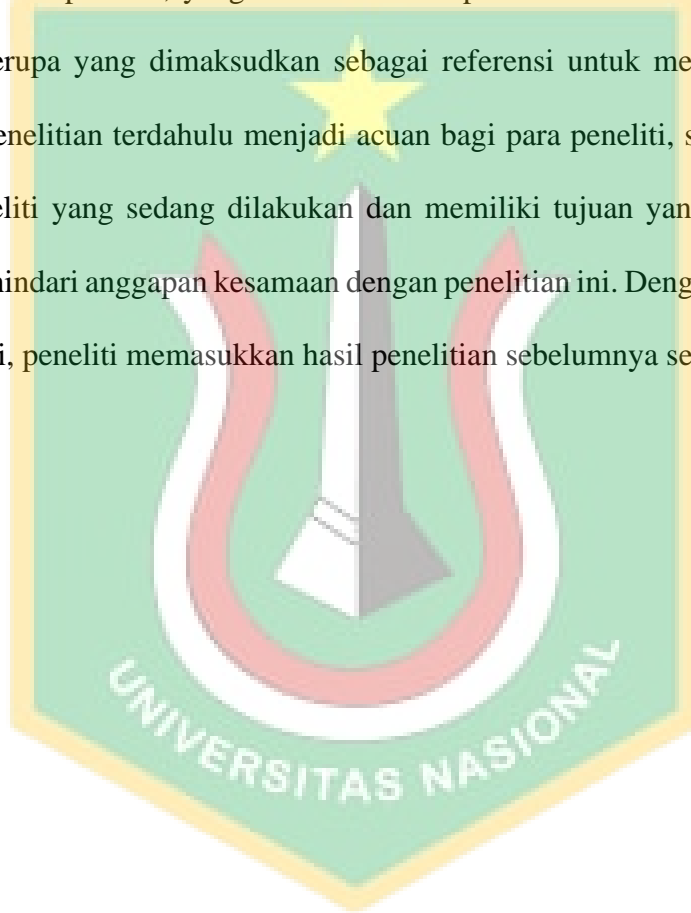 erupa yang dimaksudkan sebagai referensi untuk me
enelitian terdahulu menjadi acuan bagi para peneliti, s
eliti yang sedang dilakukan dan memiliki tujuan yan
hindari anggapan kesamaan dengan penelitian ini. Deng
i, peneliti memasukkan hasil penelitian sebelumnya se
UNIVERSITAS NASIONAL